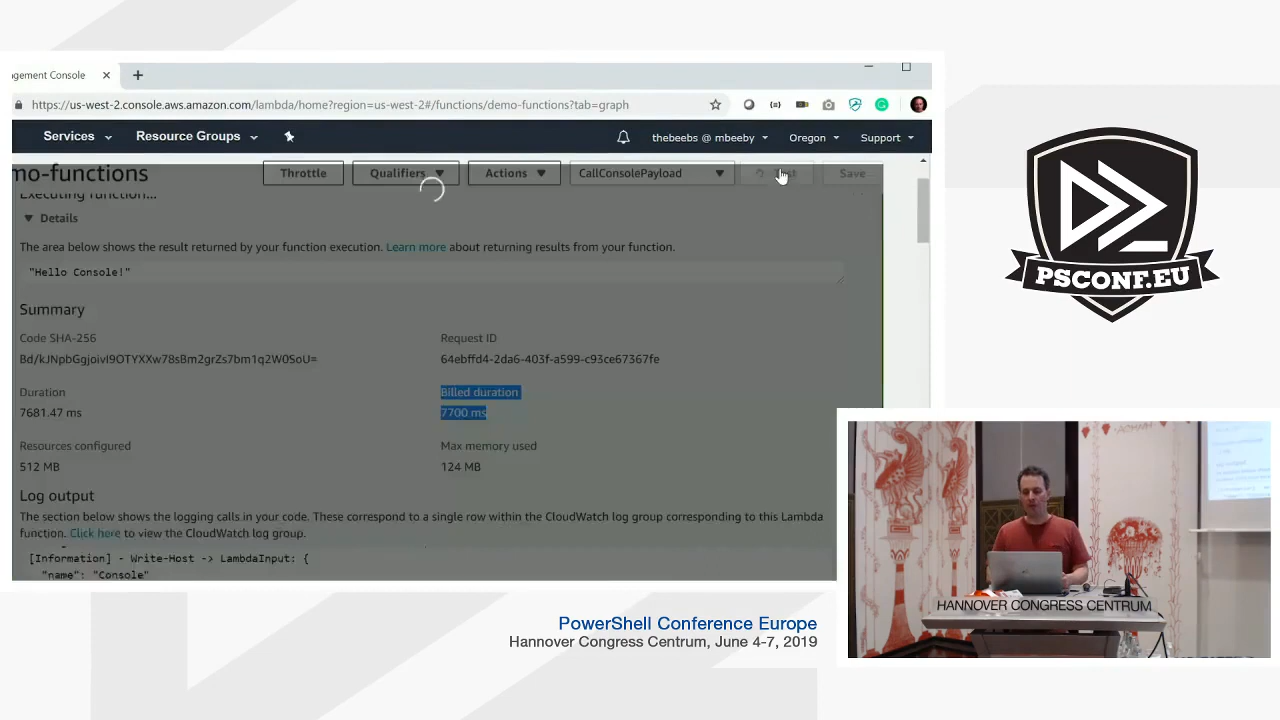 gement Console
https://us-west-2.console.aws.amazon.com/lambda/home?region=us-west-2#/functions/demo-functions?tab=graph
Services
Resource Groups
thebeebs @ mbeeby
Oregon
Support
mo-functions
Throttle
Qualifiers
Actions
CallConsolePayload
Save
Executing function...
Details
The area below shows the result returned by your function execution. Learn more about returning results from your function.
"Hello Console!"
Summary
Code SHA-256
Request ID
Bd/kJNpbGgjoivI9OTYXXw78sBm2grZs7bm1q2W0SoU=
64ebffd4-2da6-403f-a599-c93ce67367fe
Duration
Billed duration
7681.47 ms
7700 ms
Resources configured
Max memory used
512 MB
124 MB
Log output
The section below shows the logging calls in your code. These correspond to a single row within the CloudWatch log group corresponding to this Lambda
function. Click here to view the CloudWatch log group.
[Information] - Write-Host -> LambdaInput: {
"name": "Console"
PSCONF.EU
HANNOVER CONGRESS CENTRUM
PowerShell Conference Europe
Hannover Congress Centrum, June 4-7, 2019